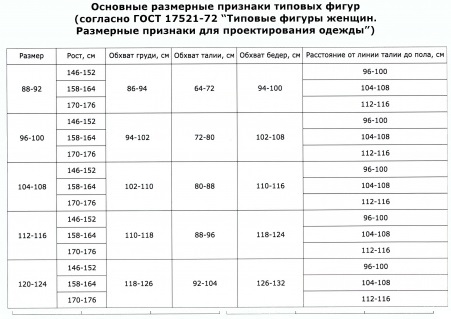 Основные размерные признаки типовых фигур
(согласно ГОСТ 17521-72 “Типовые фигуры женщин.
Размерные признаки для проектирования одежды”)
Размер Рост, см Обхват груди, см Обхват талии, см Обхват бедер, см Расстояние от линии талии до пола, см
146-152 96-100
88-92 158-164 86-94 64-72 94-100 104-108
170-176 112-116
146-152 96-100
96-100 158-164 94-102 72-80 102-108 104-108
170-176 112-116
146-152 96-100
104-108 158-164 102-110 80-88 110-116 104-108
170-176 112-116
146-152 96-100
112-116 158-164 110-118 88-96 118-124 104-108
170-176 112-116
146-152 96-100
120-124 158-164 118-126 92-104 126-132 104-108
170-176 112-116